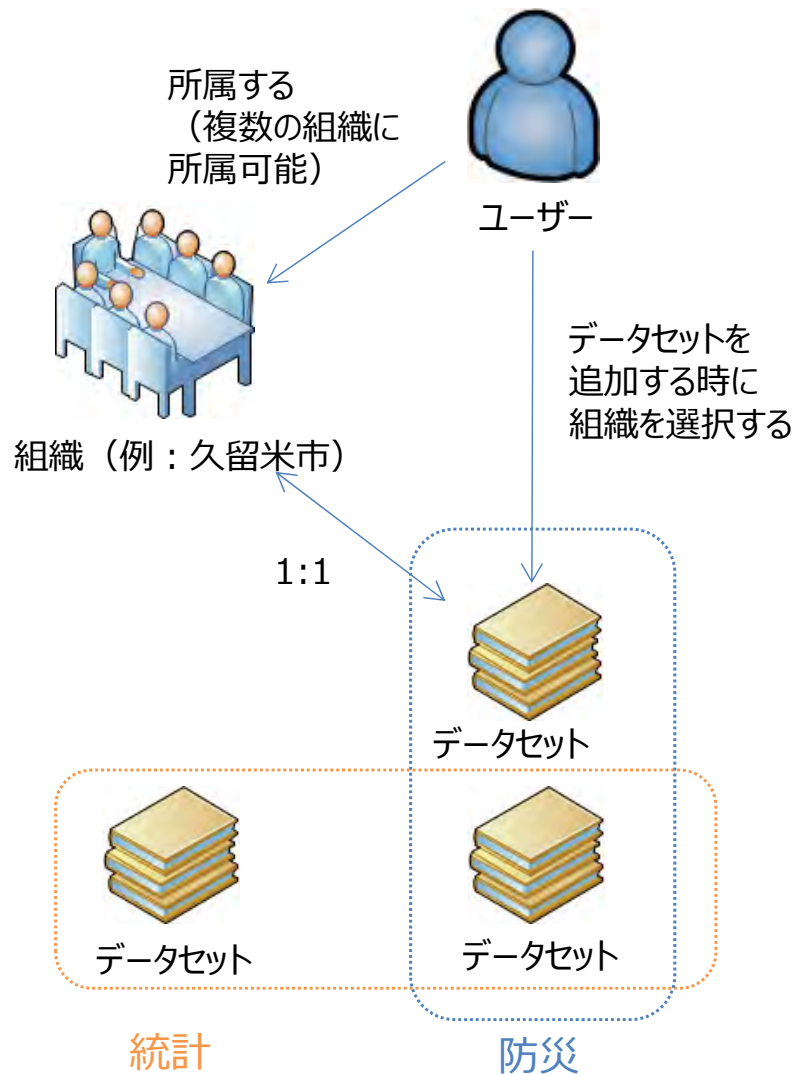 所属する
（複数の組織に
所属可能）
ユーザー
データセットを
追加する時に
組織を選択する
組織（例：久留米市）
1:1
データセット
データセット
データセット
統計
防災